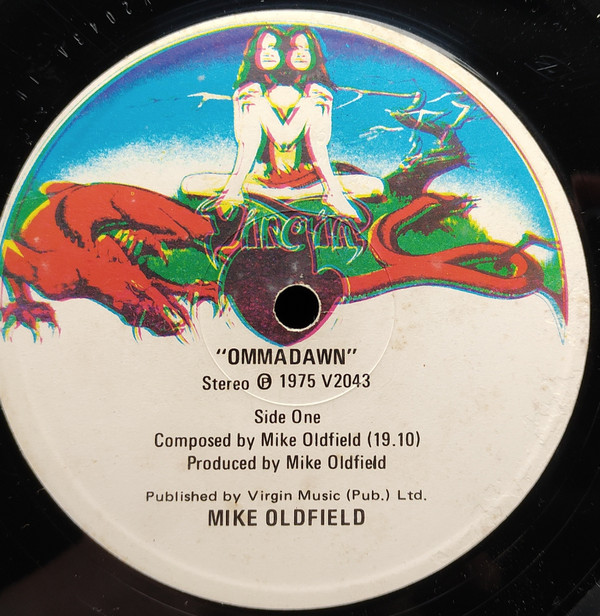 Virgin
"OMMADAWN"
Stereo Ⓟ 1975 V2043
Side One
Composed by Mike Oldfield (19.10)
Produced by Mike Oldfield
Published by Virgin Music (Pub.) Ltd.
MIKE OLDFIELD